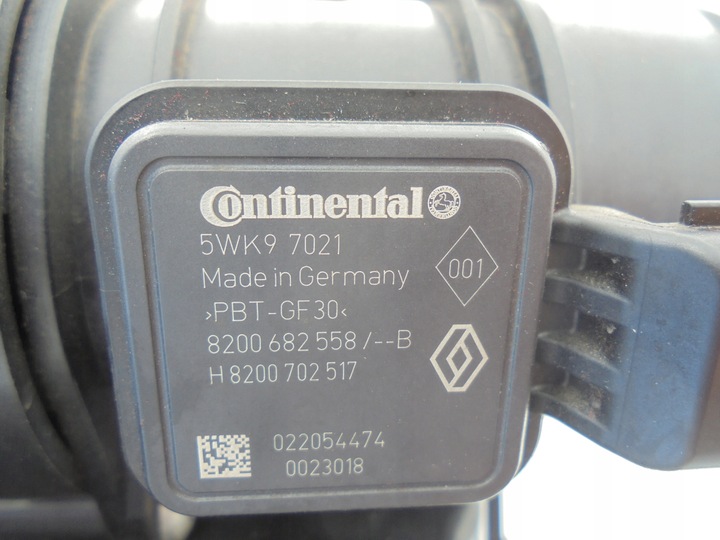 Continental
5WK9 7021
Made in Germany
001
>PBT-GF30<
8200 682 558 /--B
H 8200 702 517
022054474
0023018